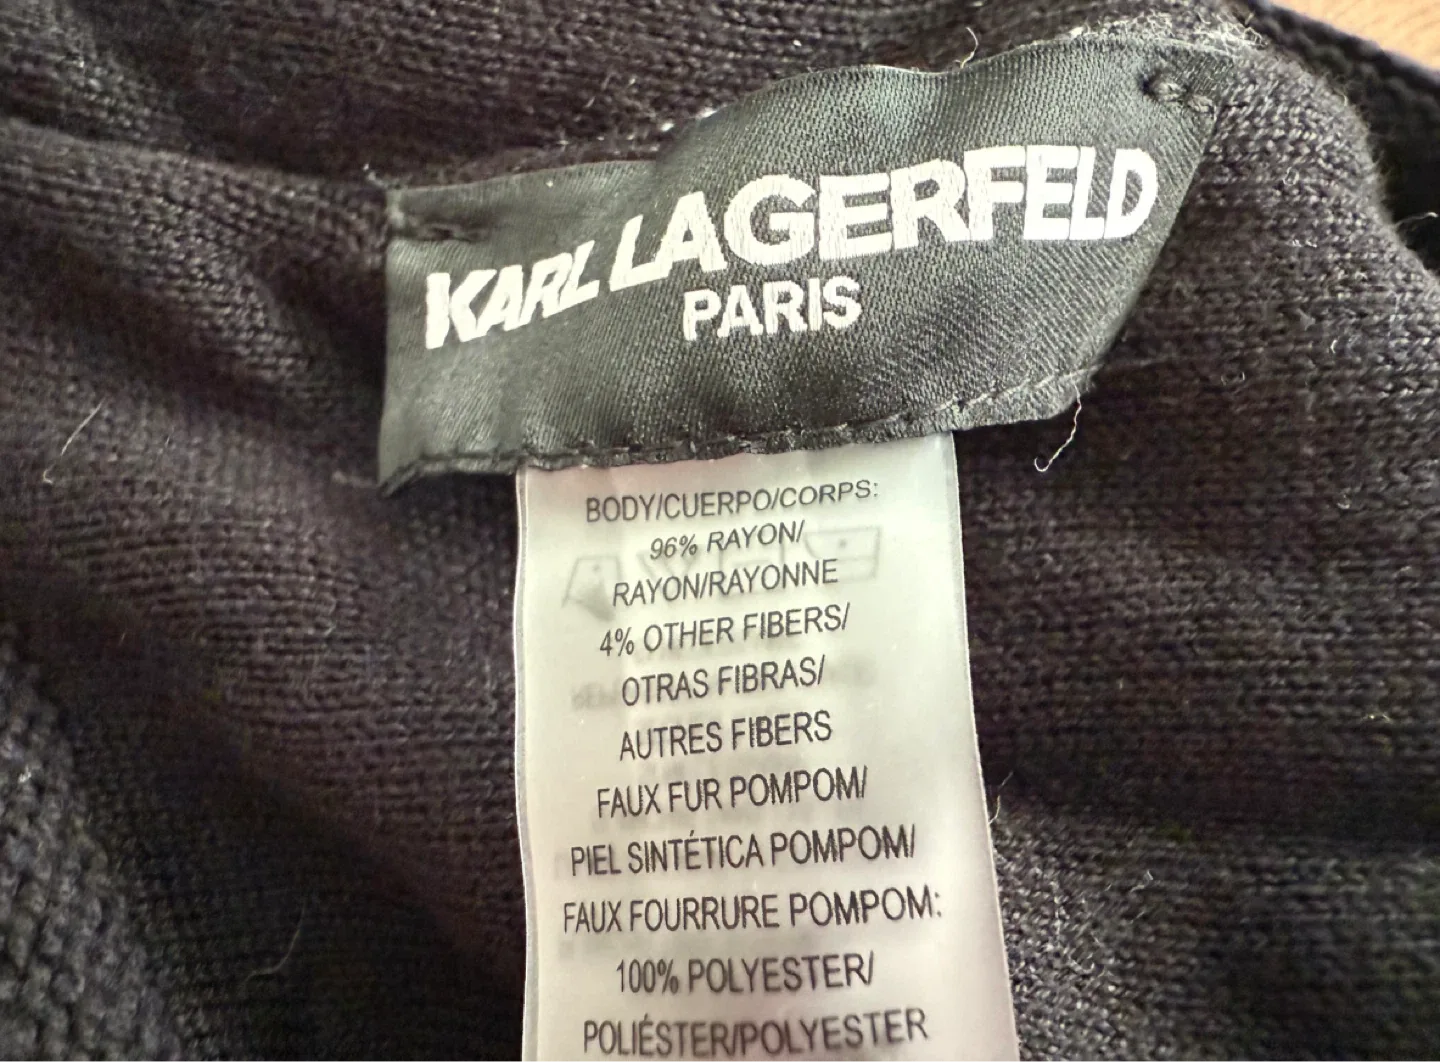 KARL LAGERFELD
PARIS
BODY/CUERPO/CORPS:
96% RAYON/
RAYON/RAYONNE
4% OTHER FIBERS/
OTRAS FIBRAS/
AUTRES FIBERS
FAUX FUR POMPOM/
PIEL SINTÉTICA POMPOM/
FAUX FOURRURE POMPOM:
100% POLYESTER/
POLIÉSTER/POLYESTER